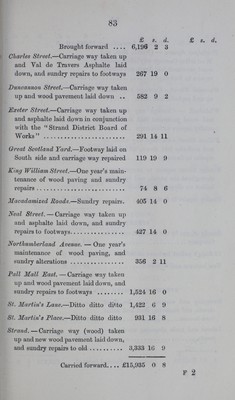 83
£ s. d. £ s. d.
Brought forward .... 6,196 2 3
Charles Street.—Carriage way taken up
and Val de Travers Asphalte laid
down, and sundry repairs to footways 267 19 0
Duncannon Street.—Carriage way taken
up and wood pavement laid down .. 582 9 2
Exeter Street.—Carriage way taken up
and asphalte laid down in conjunction
with the "Strand District Board of
Works" ........................ 291 14 11
Great Scotland Yard.—Footway laid on
South side and carriage way repaired 119 19 9
King William Street.—One year's main-
tenance of wood paving and sundry
repairs .......................... 74 8 6
Macadamized Roads.—Sundry repairs. 405 14 0
Neal Street.—Carriage way taken up
and asphalte laid down, and sundry
repairs to footways................ 427 14 0
Northumberland Avenue.—One year's
maintenance of wood paving, and
sundry alterations ................ 356 2 11
Pall Mall East.—Carriage way taken
up and wood pavement laid down, and
sundry repairs to footways ........ 1,524 16 0
St. Martin's Lane.—Ditto ditto ditto 1,422 6 9
St. Martin's Place.—Ditto ditto ditto 931 16 8
Strand.—Carriage way (wood) taken
up and new wood pavement laid down,
and sundry repairs to old .......... 3,333 16 9
Carried forward.... £15,935 0 8
F 2